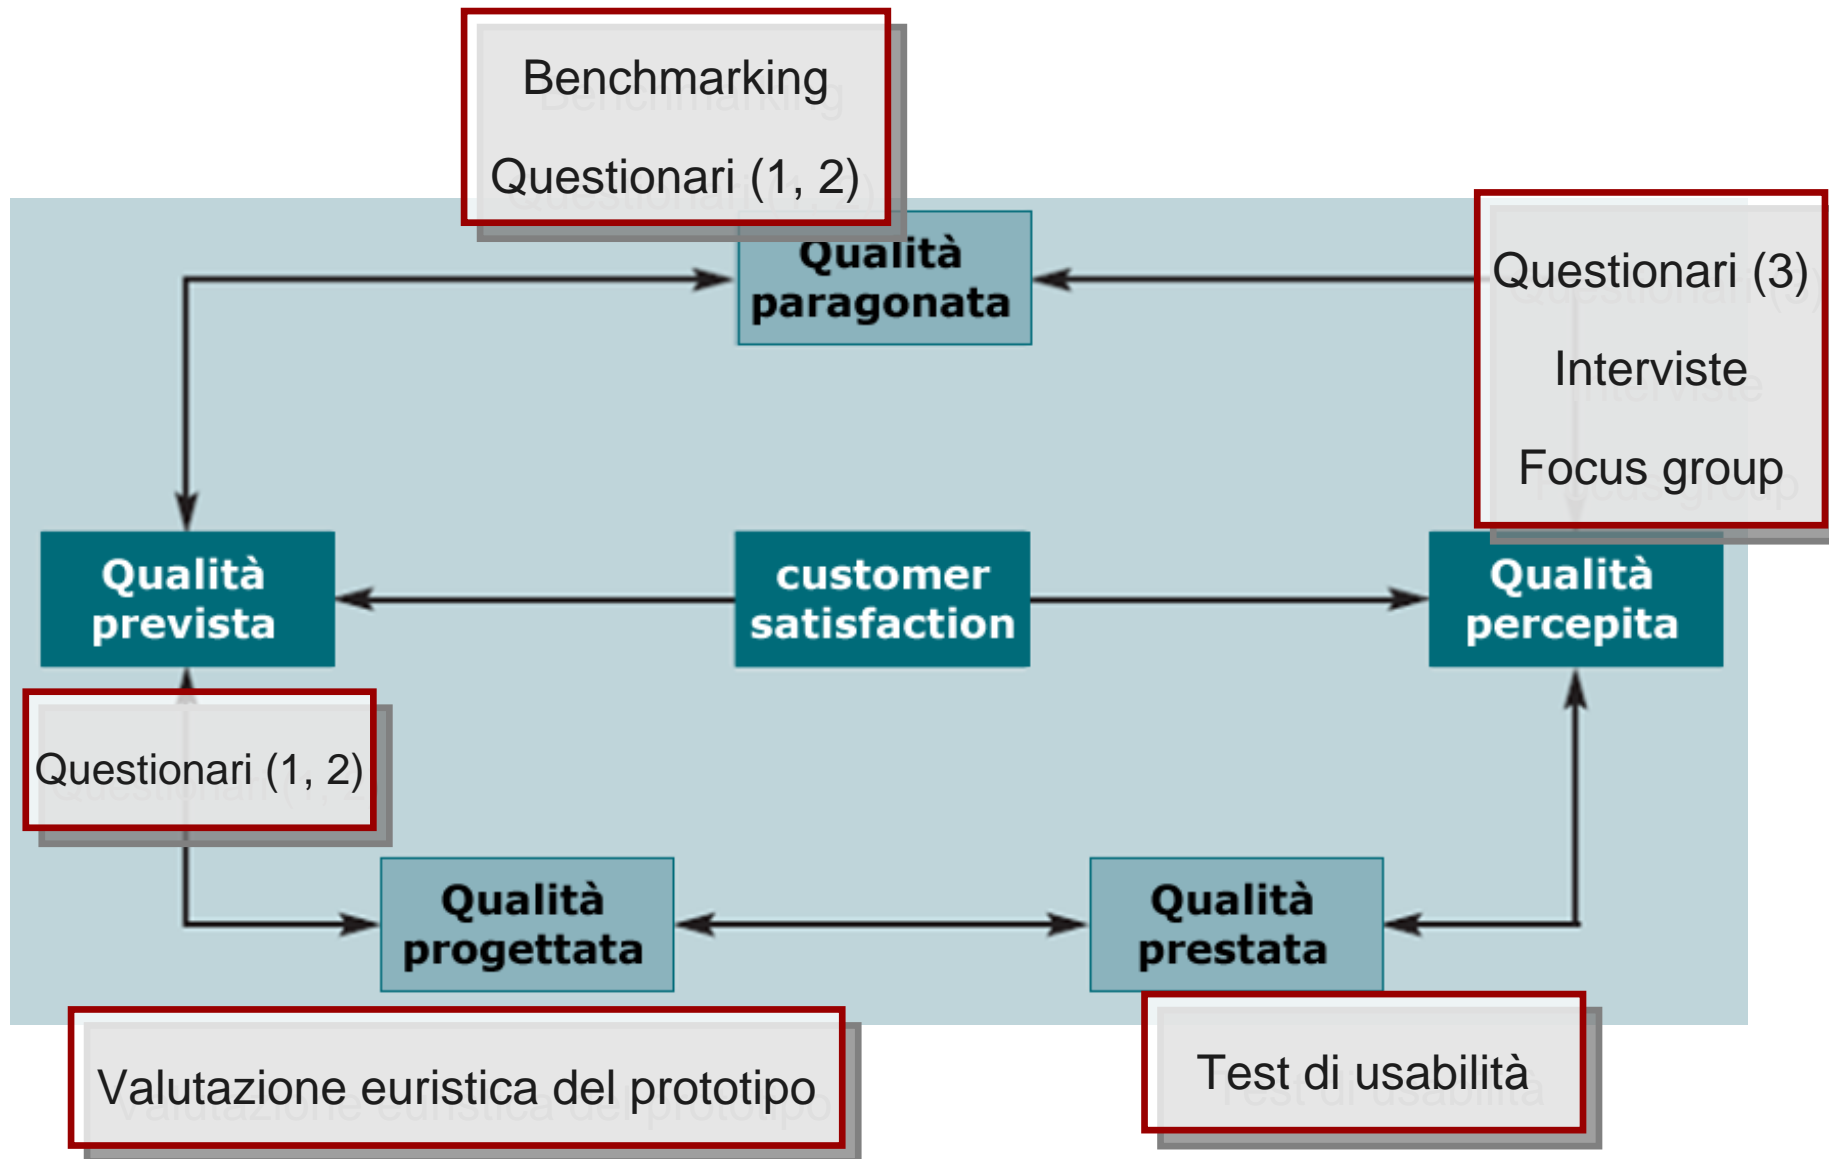 Benchmarking
Questionari (1, 2)
Qualità
paragonata
Questionari (3)
Interviste
Focus group
Qualità
prevista
customer
satisfaction
Qualità
percepita
Questionari (1, 2)
Qualità
progettata
Qualità
prestata
Valutazione euristica del prototipo
Test di usabilità